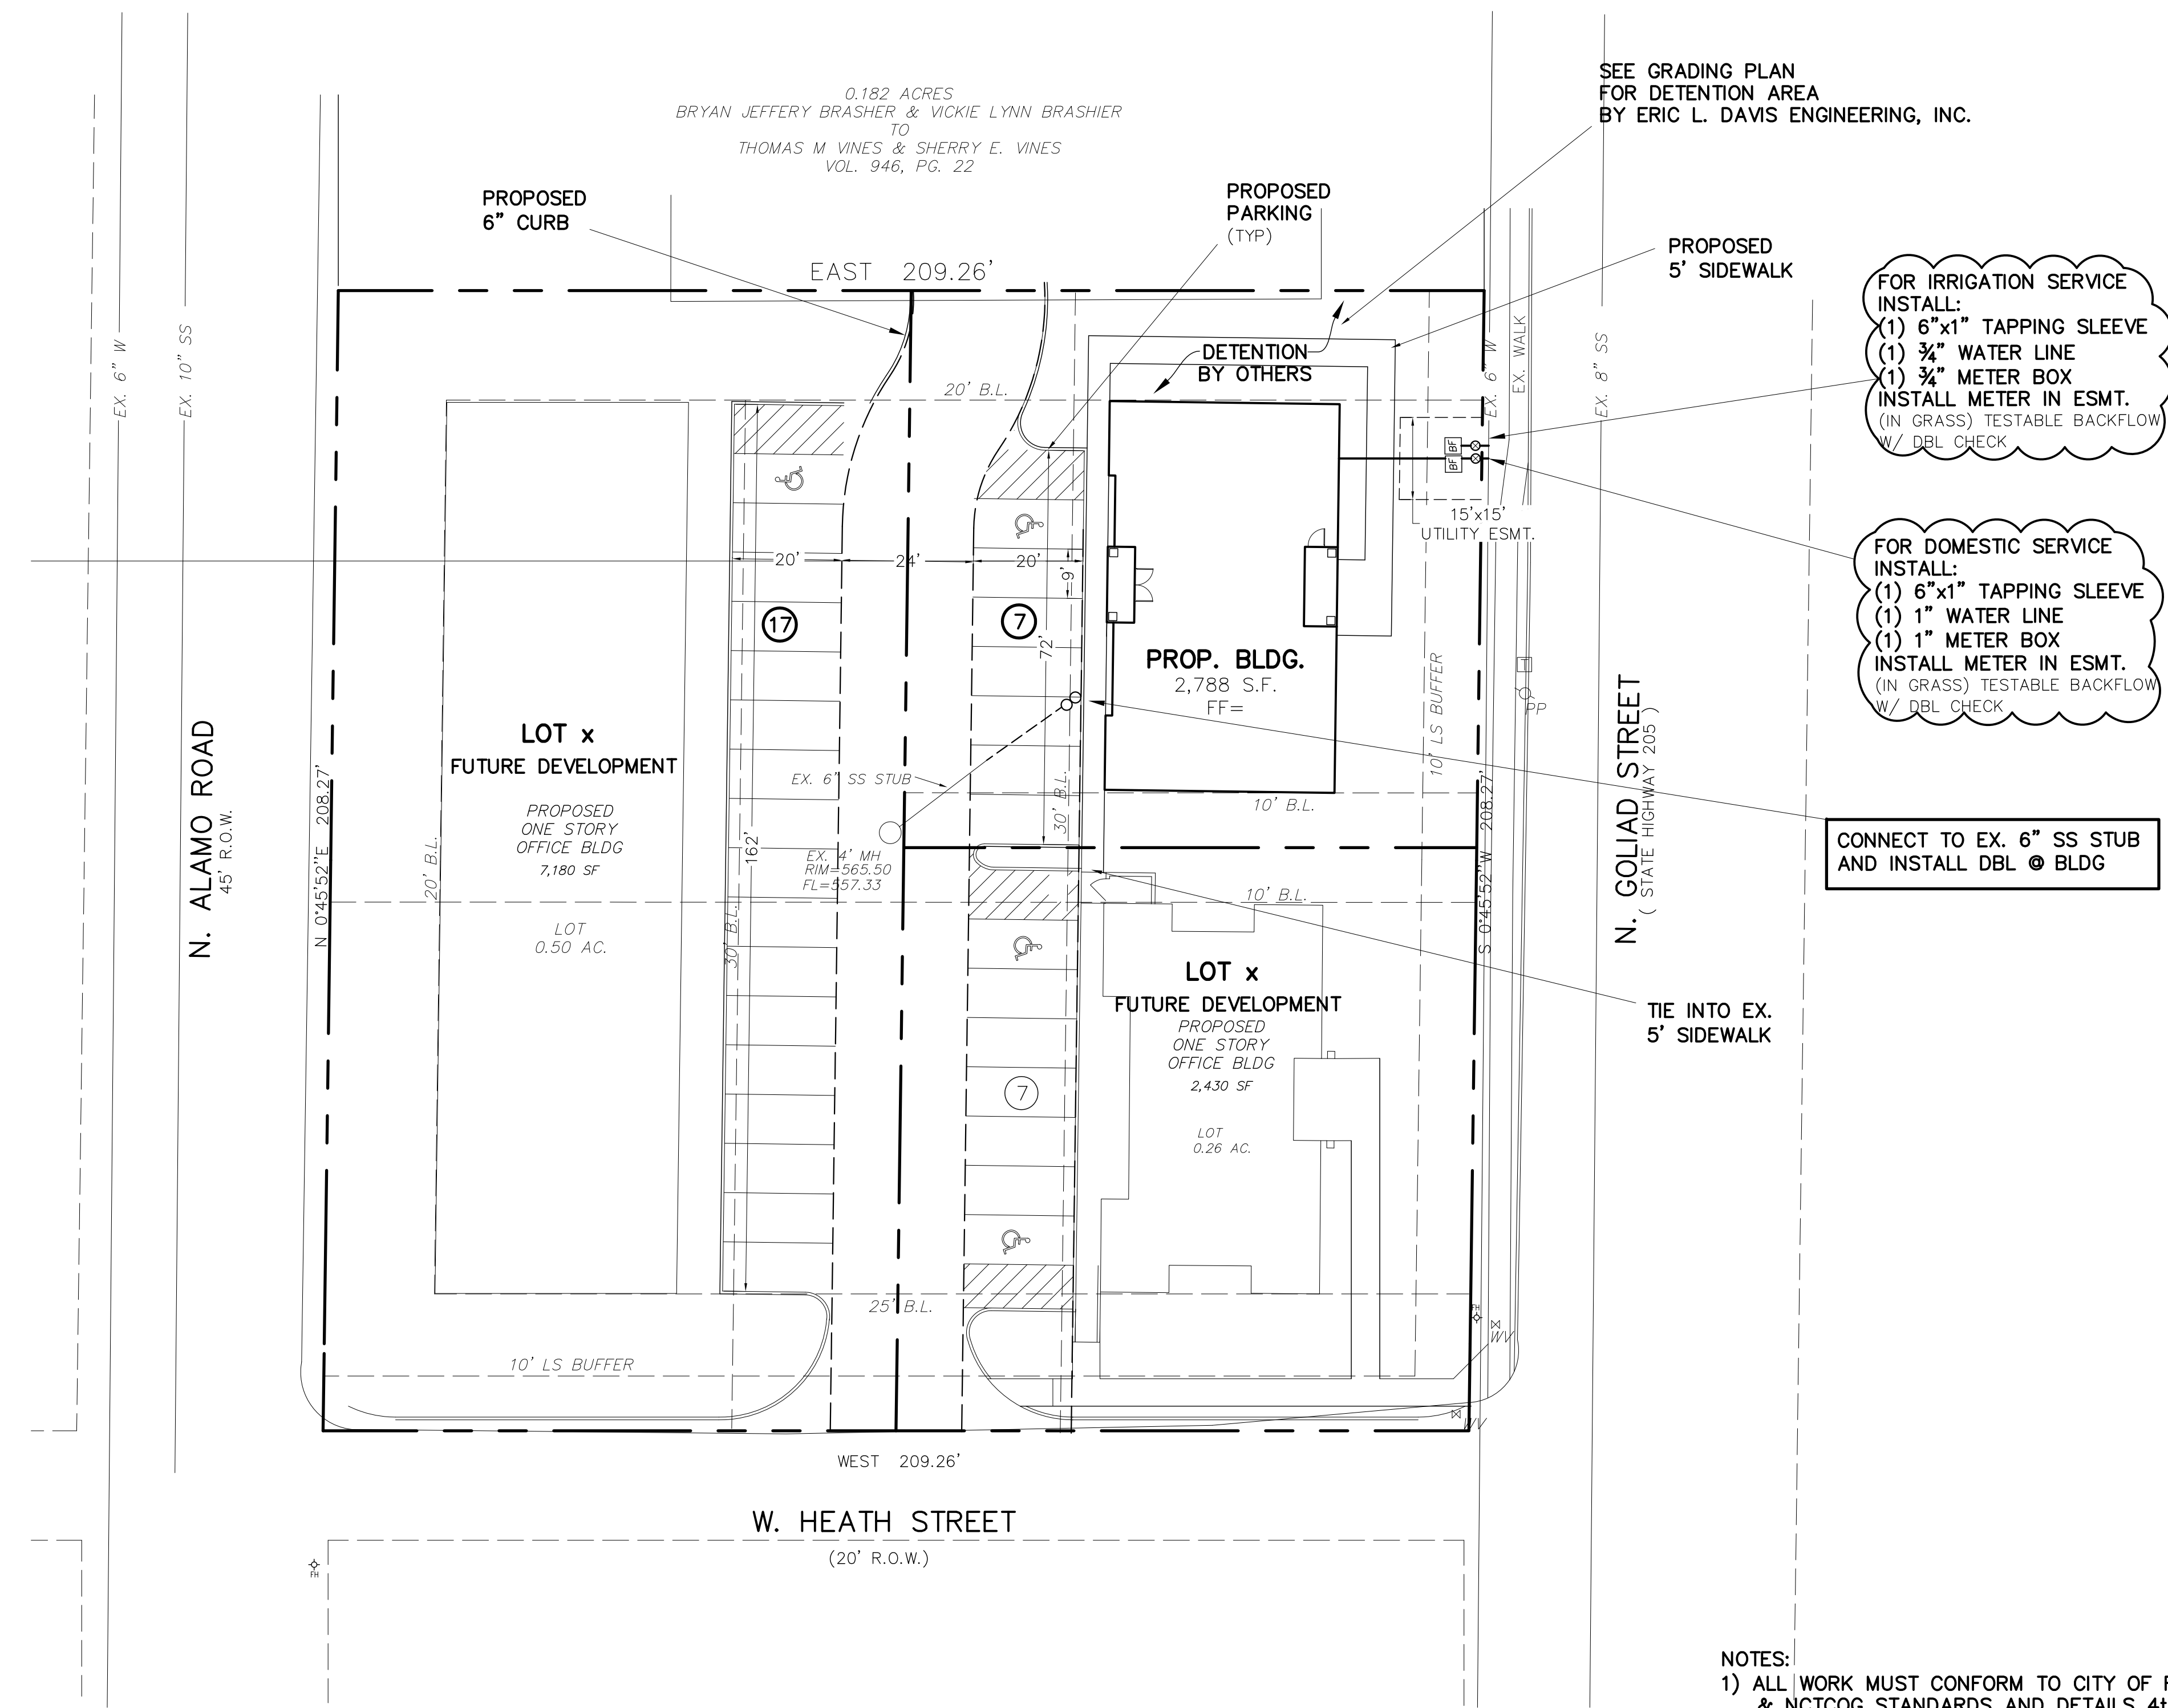 0.182 ACRES
BRYAN JEFFERY BRASHER & VICKIE LYNN BRASHIER
TO
THOMAS M VINES & SHERRY E. VINES
VOL. 946, PG. 22
SEE GRADING PLAN
FOR DETENTION AREA
BY ERIC L. DAVIS ENGINEERING, INC.
PROPOSED
6" CURB
PROPOSED
PARKING
(TYP)
PROPOSED
5' SIDEWALK
EAST 209.26'
FOR IRRIGATION SERVICE
INSTALL:
(1) 6"x1" TAPPING SLEEVE
(1) ¾" WATER LINE
(1) ¾" METER BOX
INSTALL METER IN ESMT.
(IN GRASS) TESTABLE BACKFLOW
W/ DBL CHECK
EX. 6" W
EX. 10" SS
DETENTION
BY OTHERS
20' B.L.
EX. 6" W
EX. WALK
EX. 8" SS
BF
BF
15'x15'
UTILITY ESMT.
FOR DOMESTIC SERVICE
INSTALL:
(1) 6"x1" TAPPING SLEEVE
(1) 1" WATER LINE
(1) 1" METER BOX
INSTALL METER IN ESMT.
(IN GRASS) TESTABLE BACKFLOW
W/ DBL CHECK
20'
24'
20'
9'
17
7
72'
PROP. BLDG.
2,788 S.F.
FF=
10' LS BUFFER
T
PP
N. ALAMO ROAD
45' R.O.W.
N 0°45'52"E 208.27'
LOT x
FUTURE DEVELOPMENT
PROPOSED
ONE STORY
OFFICE BLDG
7,180 SF
LOT
0.50 AC.
20' B.L.
30' B.L.
162'
EX. 6" SS STUB
EX. 4' MH
RIM=565.50
FL=557.33
30' B.L.
10' B.L.
10' B.L.
S 0°45'52"W 208.27'
N. GOLIAD STREET
( STATE HIGHWAY 205 )
CONNECT TO EX. 6" SS STUB
AND INSTALL DBL @ BLDG
LOT x
FUTURE DEVELOPMENT
PROPOSED
ONE STORY
OFFICE BLDG
2,430 SF
LOT
0.26 AC.
7
TIE INTO EX.
5' SIDEWALK
25' B.L.
10' LS BUFFER
FH
WV
WV
WEST 209.26'
W. HEATH STREET
(20' R.O.W.)
FH
NOTES:
1) ALL WORK MUST CONFORM TO CITY OF
& NCTCOG STANDARDS AND DETAILS